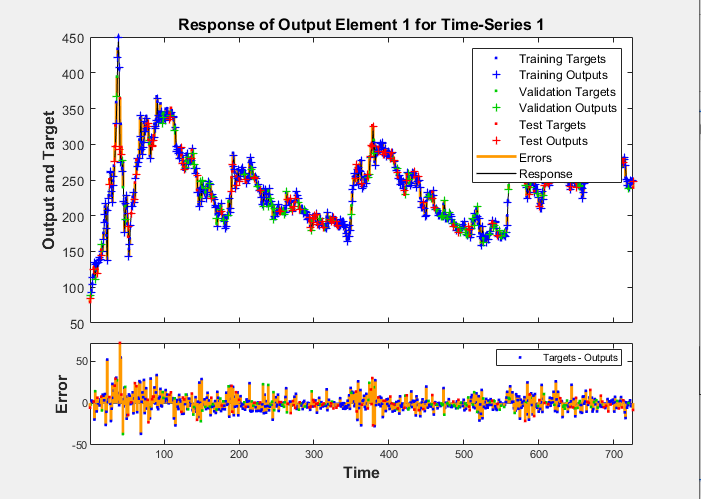 Response of Output Element 1 for Time-Series 1
Output and Target
450
400
350
300
250
200
150
100
50
Training Targets
Training Outputs
Validation Targets
Validation Outputs
Test Targets
Test Outputs
Errors
Response
Error
50
0
-50
Targets - Outputs
100
200
300
400
500
600
700
Time